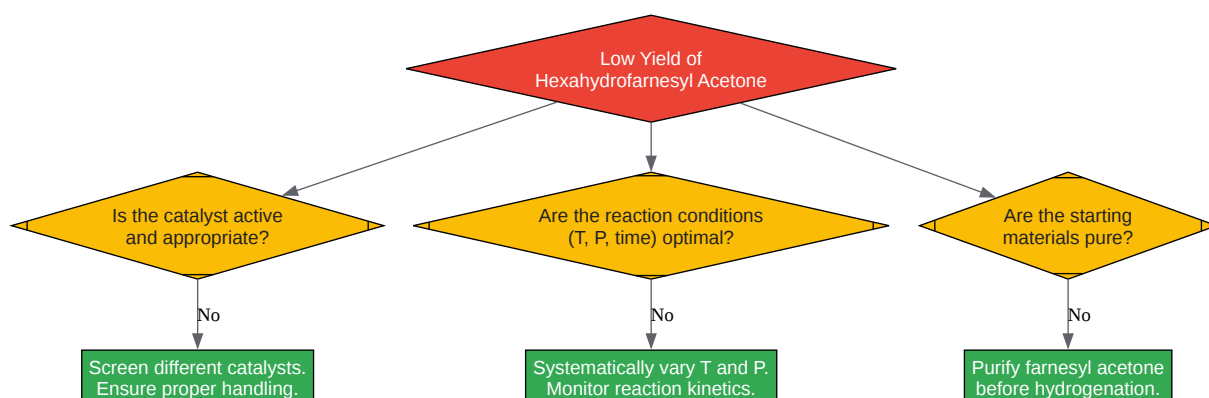 Low Yield of
Hexahydrofarnesyl Acetone
Is the catalyst active
and appropriate?
Are the reaction conditions
(T, P, time) optimal?
Are the starting
materials pure?
No
No
No
Screen different catalysts.
Ensure proper handling.
Systematically vary T and P.
Monitor reaction kinetics.
Purify farnesyl acetone
before hydrogenation.